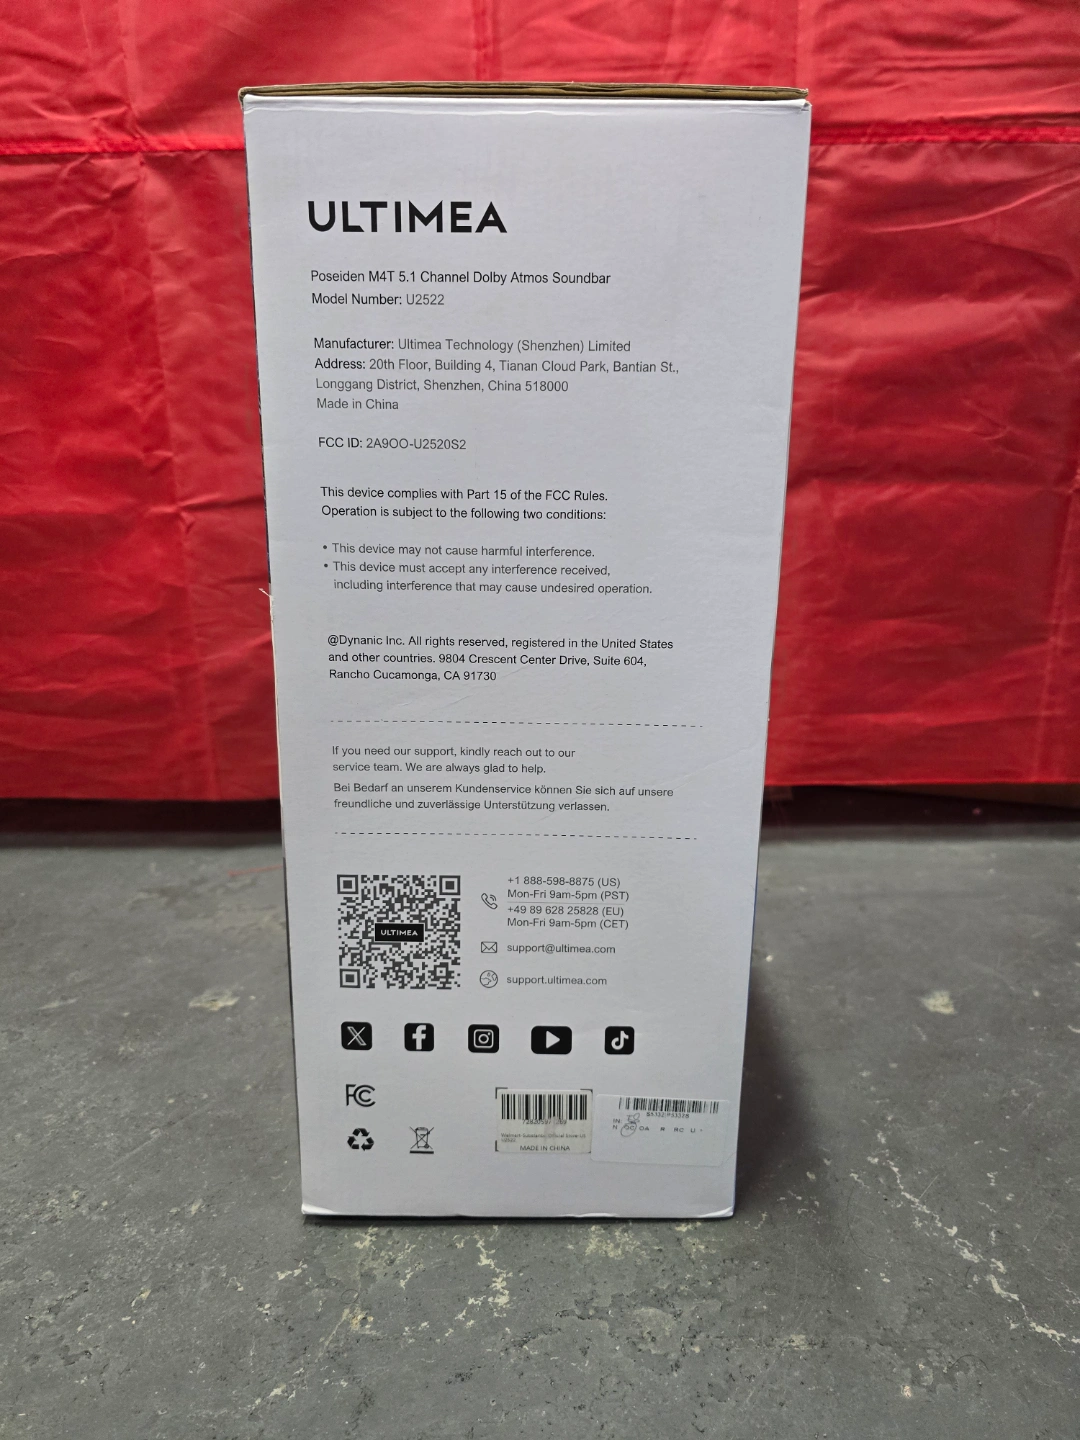 ULTIMEA
Poseiden M4T 5.1 Channel Dolby Atmos Soundbar
Model Number: U2522
Manufacturer: Ultimea Technology (Shenzhen) Limited
Address: 20th Floor, Building 4, Tianan Cloud Park, Bantian St.,
Longgang District, Shenzhen, China 518000
Made in China
FCC ID: 2A9OO-U2520S2
This device complies with Part 15 of the FCC Rules.
Operation is subject to the following two conditions:
• This device may not cause harmful interference.
• This device must accept any interference received,
including interference that may cause undesired operation.
@Dynanic Inc. All rights reserved, registered in the United States
and other countries. 9804 Crescent Center Drive, Suite 604,
Rancho Cucamonga, CA 91730
If you need our support, kindly reach out to our
service team. We are always glad to help.
Bei Bedarf an unserem Kundenservice können Sie sich auf unsere
freundliche und zuverlässige Unterstützung verlassen.
ULTIMEA
+1 888-598-8875 (US)
Mon-Fri 9am-5pm (PST)
+49 89 628 25828 (EU)
Mon-Fri 9am-5pm (CET)
support@ultimea.com
support.ultimea.com
FC
MADE IN CHINA